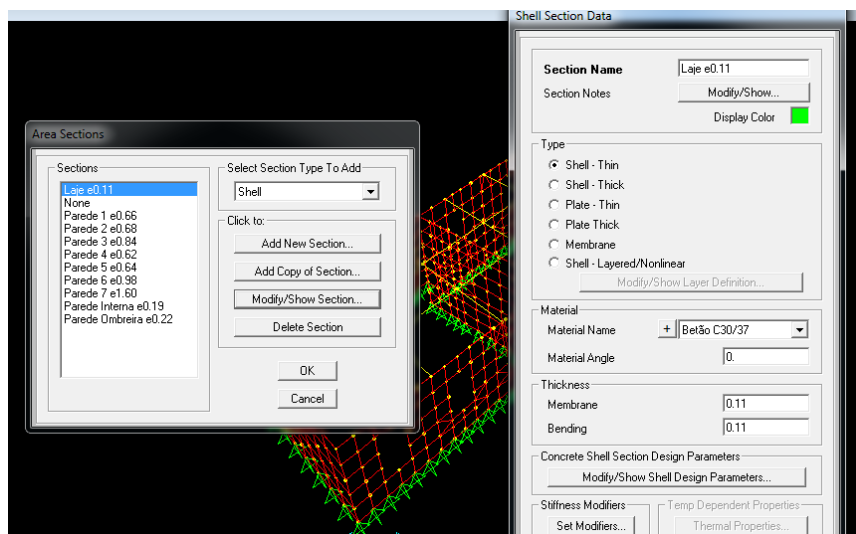 Area Sections
Sections
Laje e0.11
None
Parede 1 e0.66
Parede 2 e0.68
Parede 3 e0.84
Parede 4 e0.62
Parede 5 e0.64
Parede 6 e0.98
Parede 7 e1.60
Parede Interna e0.19
Parede Ombreira e0.22
Select Section Type To Add
Shell
Click to:
Add New Section...
Add Copy of Section...
Modify/Show Section...
Delete Section
OK
Cancel
Shell Section Data
Section Name Laje e0.11
Section Notes Modify/Show...
Display Color
Type
Shell - Thin
Shell - Thick
Plate - Thin
Plate Thick
Membrane
Shell - Layered/Nonlinear
Modify/Show Layer Definition...
Material
Material Name + Betão C30/37
Material Angle 0.
Thickness
Membrane 0.11
Bending 0.11
Concrete Shell Section Design Parameters
Modify/Show Shell Design Parameters...
Stiffness Modifiers Temp Dependent Properties
Set Modifiers... Thermal Properties...